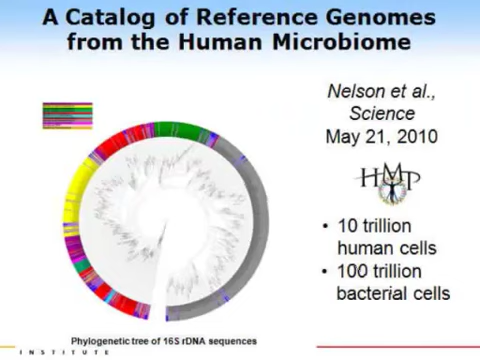 A Catalog of Reference Genomes
from the Human Microbiome
Nelson et al.,
Science
May 21, 2010
HMP
• 10 trillion
human cells
• 100 trillion
bacterial cells
Phylogenetic tree of 16S rDNA sequences
INSTITUTE